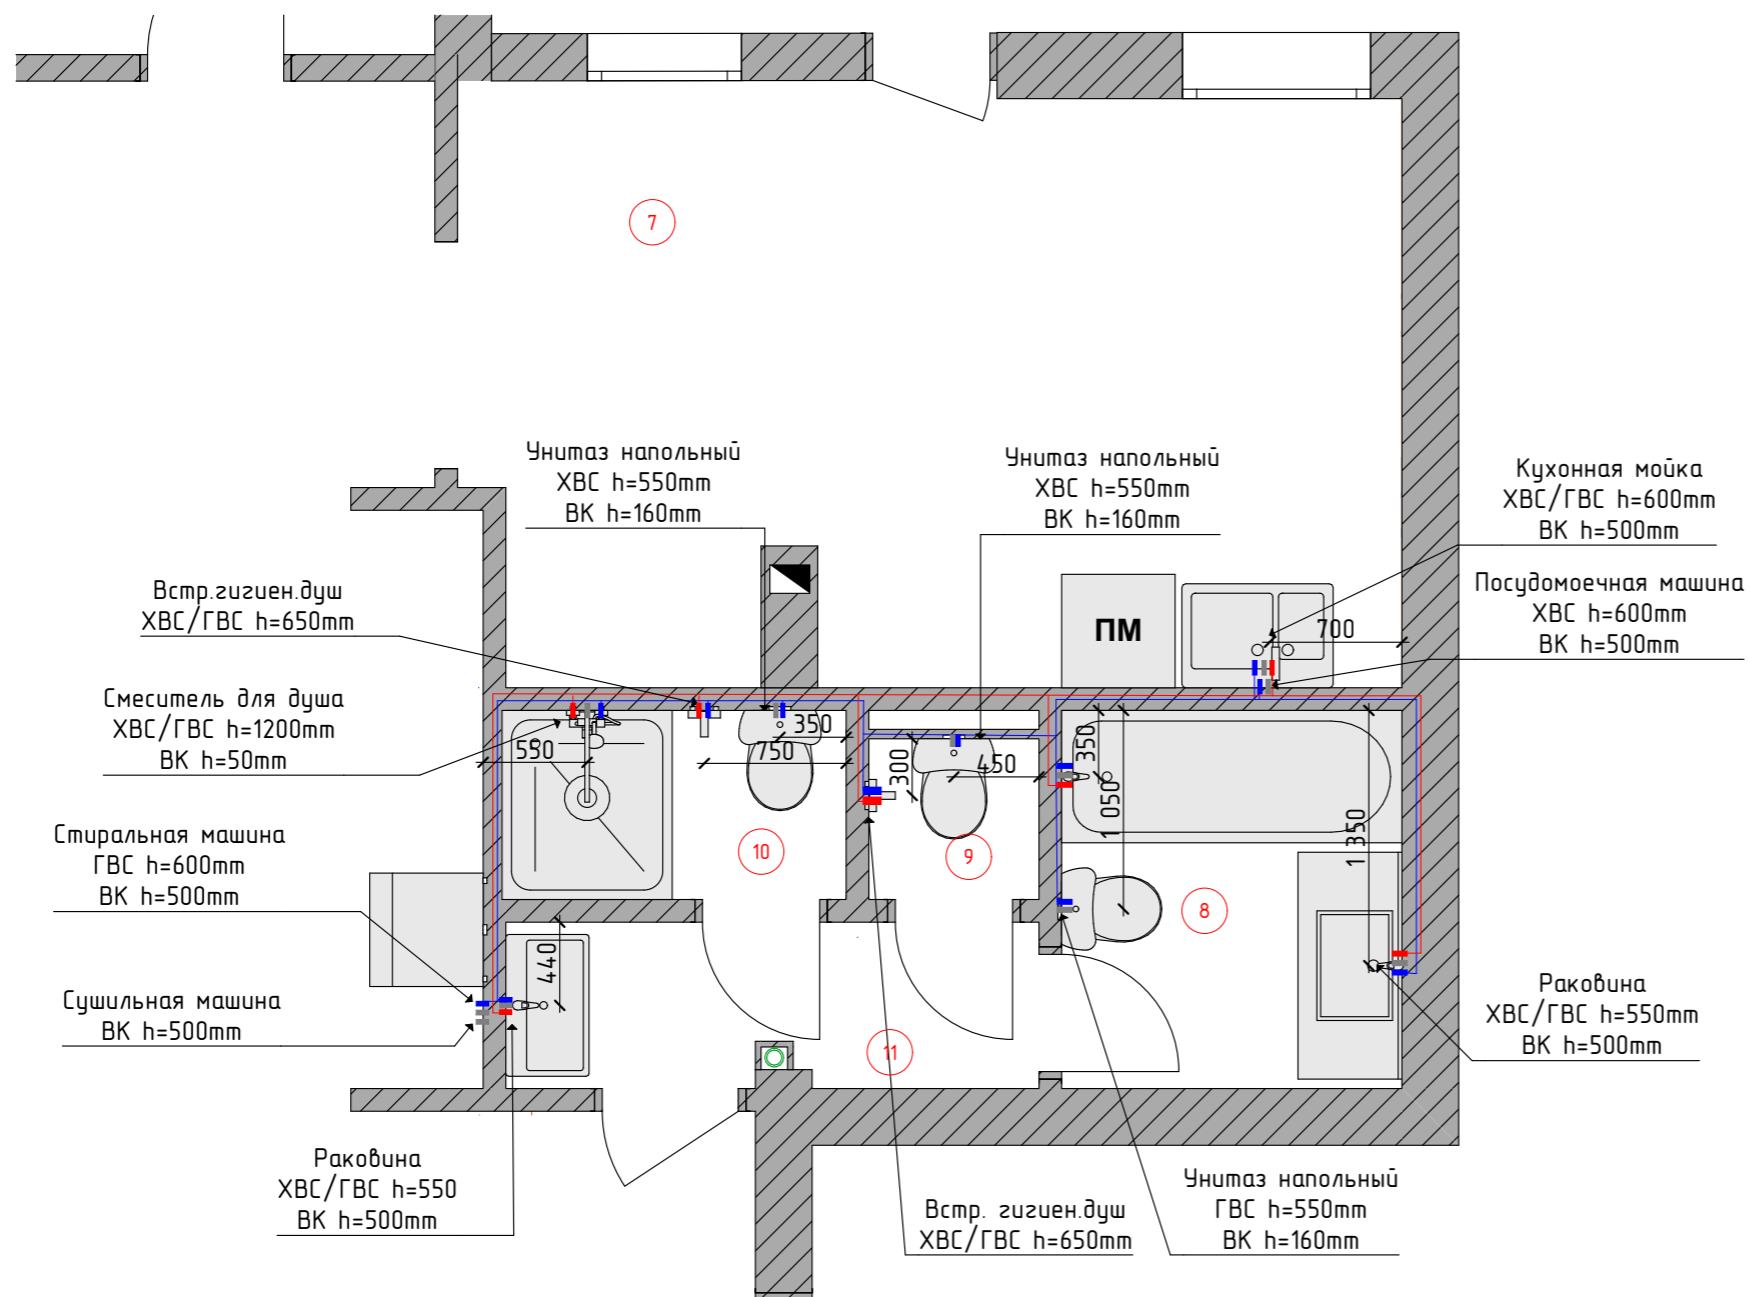 7
Унитаз напольный
ХВС h=550mm
ВК h=160mm
Унитаз напольный
ХВС h=550mm
ВК h=160mm
Кухонная мойка
ХВС/ГВС h=600mm
ВК h=500mm
Посудомоечная машина
ХВС h=600mm
ВК h=500mm
Встр.гигиен.душ
ХВС/ГВС h=650mm
Смеситель для душа
ХВС/ГВС h=1200mm
ВК h=50mm
ПМ
700
550
350
750
300
450
350
1 050
1 350
10
9
8
Стиральная машина
ГВС h=600mm
ВК h=500mm
Сушильная машина
ВК h=500mm
440
11
Раковина
ХВС/ГВС h=550mm
ВК h=500mm
Раковина
ХВС/ГВС h=550
ВК h=500mm
Встр. гигиен.душ
ХВС/ГВС h=650mm
Унитаз напольный
ГВС h=550mm
ВК h=160mm